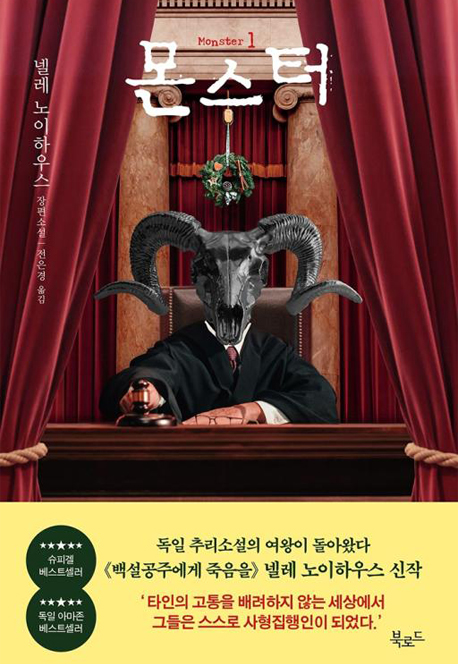 Monster 1
몬스터
넬레 노이하우스 장편소설 — 전은경 옮김
★★★★★
슈피겔
베스트셀러
★★★★★
독일 아마존
베스트셀러
독일 추리소설의 여왕이 돌아왔다
《백설공주에게 죽음을》 넬레 노이하우스 신작
‘타인의 고통을 배려하지 않는 세상에서
그들은 스스로 사형집행인이 되었다.’
북로드